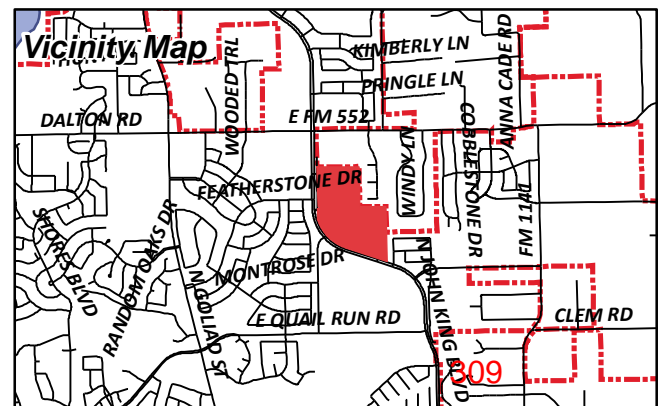 Vicinity Map
KIMBERLY LN
PRINGLE LN
WOODED TRL
ANNA CADE RD
DALTON RD
E FM 552
WINDY LN
COBBLESTONE DR
FEATHERSTONE DR
FM 1141
SHORES BLVD
RANDOM OAKS DR
N GOLIAD ST
MONTROSE DR
N JOHN KING BLVD
E QUAIL RUN RD
CLEM RD
309